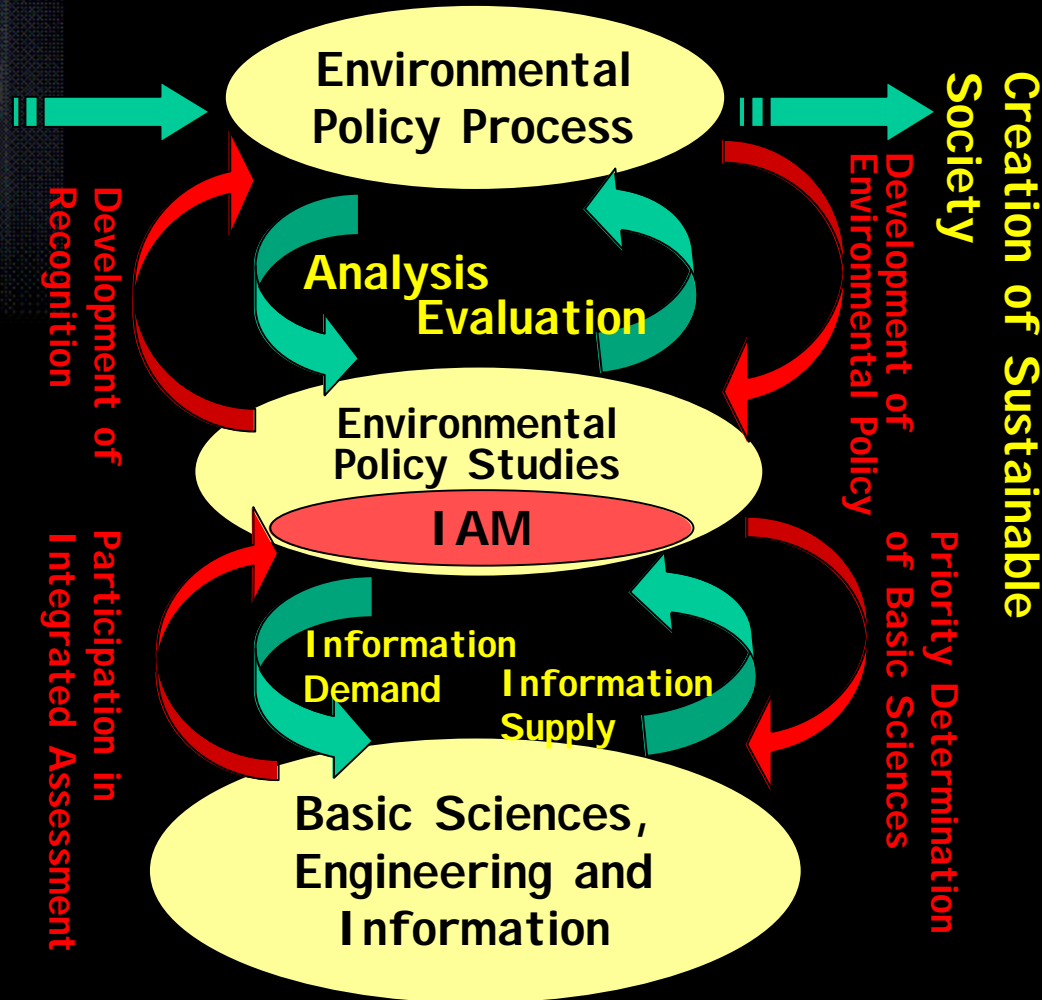 Environmental
Policy Process
Creation of Sustainable
Society
Development of
Recognition
Analysis
Evaluation
Development of
Environmental Policy
Environmental
Policy Studies
IAM
Participation in
Integrated Assessment
Information
Demand
Information
Supply
Priority Determination
of Basic Sciences
Basic Sciences,
Engineering and
Information